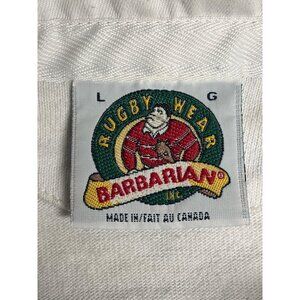 L G
RUGBY WEAR
BARBARIAN®
INC.
MADE IN/FAIT AU CANADA